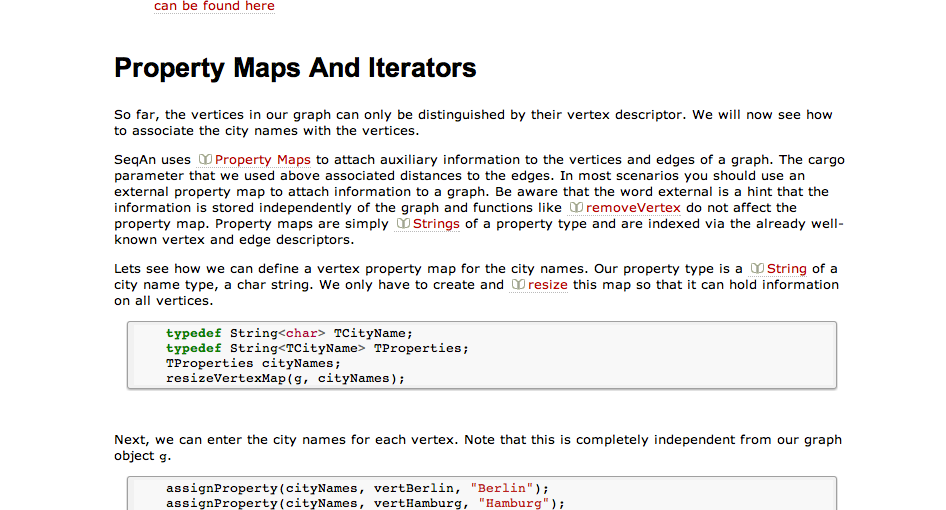 can be found here
Property Maps And Iterators
So far, the vertices in our graph can only be distinguished by their vertex descriptor. We will now see how
to associate the city names with the vertices.
SeqAn uses Property Maps to attach auxiliary information to the vertices and edges of a graph. The cargo
parameter that we used above associated distances to the edges. In most scenarios you should use an
external property map to attach information to a graph. Be aware that the word external is a hint that the
information is stored independently of the graph and functions like removeVertex do not affect the
property map. Property maps are simply Strings of a property type and are indexed via the already well-
known vertex and edge descriptors.
Lets see how we can define a vertex property map for the city names. Our property type is a String of a
city name type, a char string. We only have to create and resize this map so that it can hold information
on all vertices.
typedef String<char> TCityName;
typedef String<TCityName> TProperties;
TProperties cityNames;
resizeVertexMap(g, cityNames);
Next, we can enter the city names for each vertex. Note that this is completely independent from our graph
object g.
assignProperty(cityNames, vertBerlin, "Berlin");
assignProperty(cityNames, vertHamburg, "Hamburg");